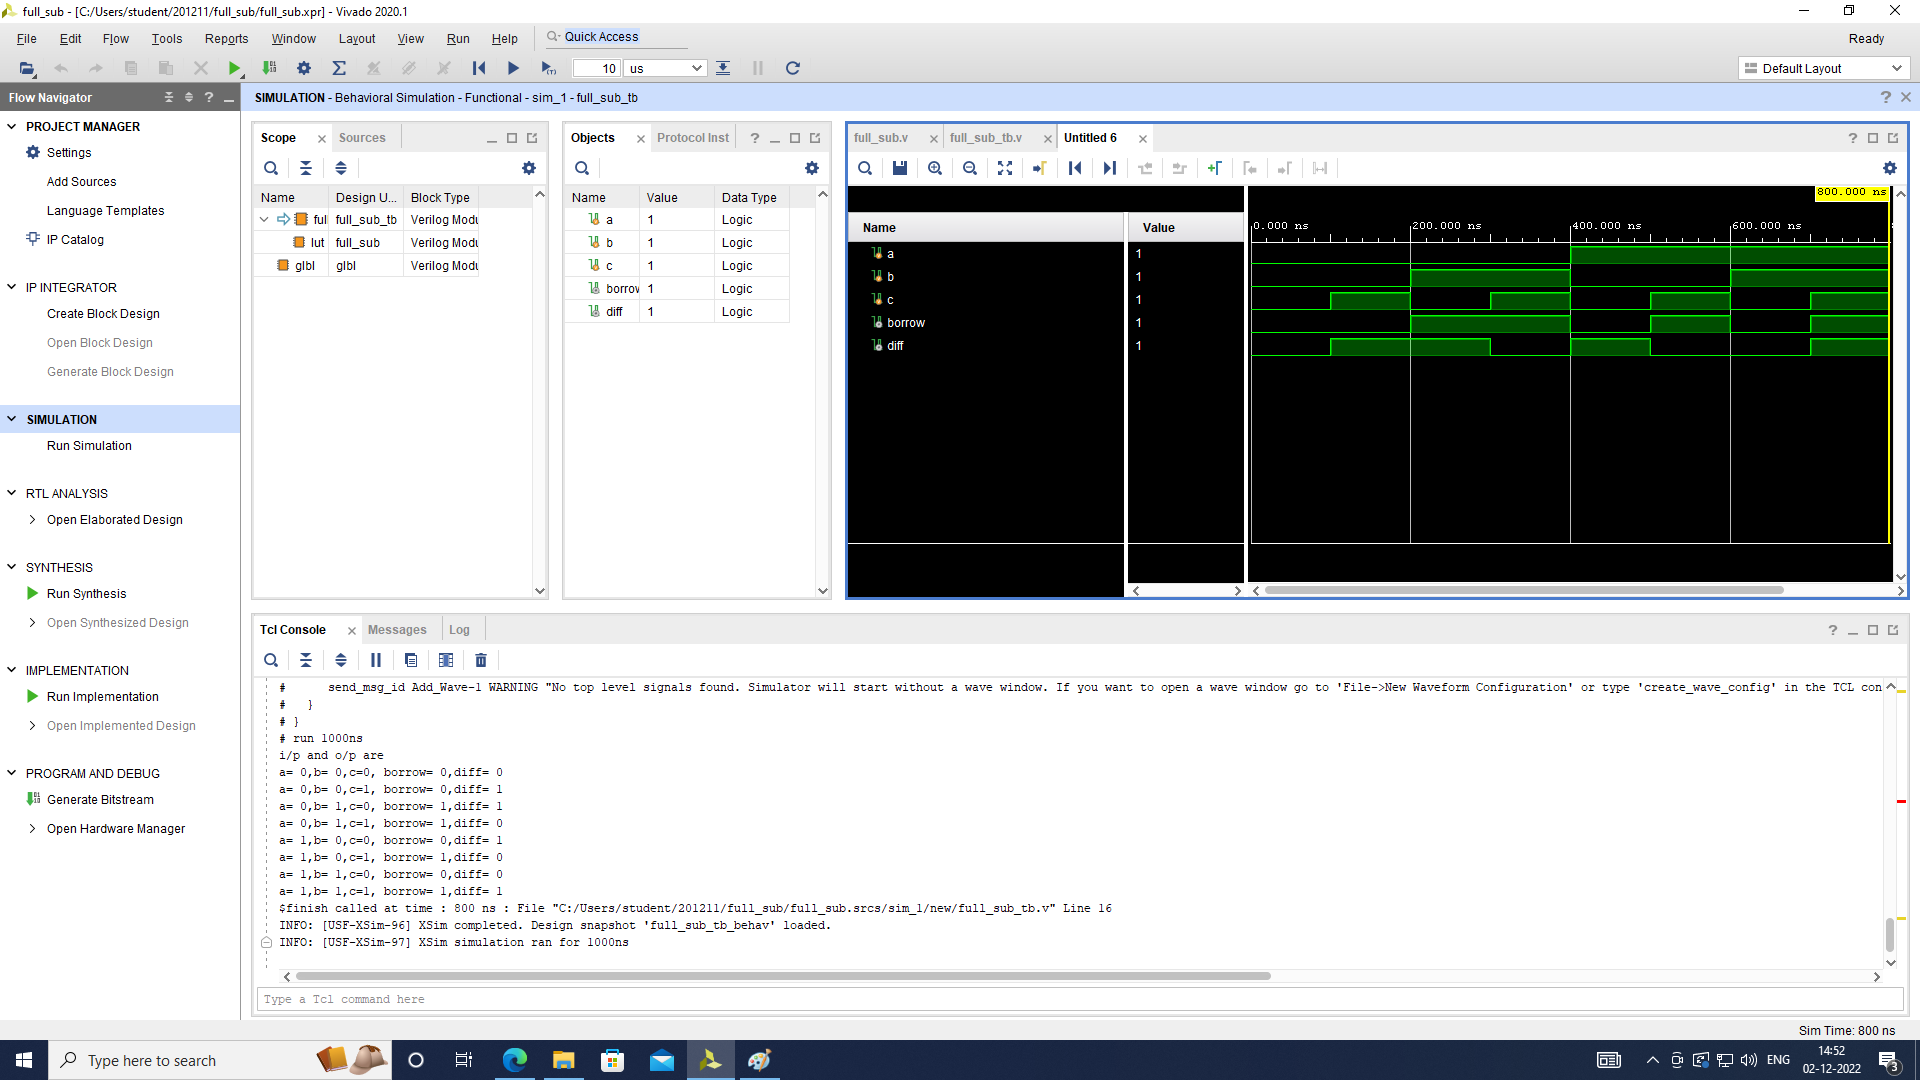 full_sub - [C:/Users/student/201211/full_sub/full_sub.xpr] - Vivado 2020.1
File Edit Flow Tools Reports Window Layout View Run Help Quick Access
Ready
10 us
Default Layout
Flow Navigator
SIMULATION - Behavioral Simulation - Functional - sim_1 - full_sub_tb
PROJECT MANAGER
Settings
Add Sources
Language Templates
IP Catalog
IP INTEGRATOR
Create Block Design
Open Block Design
Generate Block Design
SIMULATION
Run Simulation
RTL ANALYSIS
Open Elaborated Design
SYNTHESIS
Run Synthesis
Open Synthesized Design
IMPLEMENTATION
Run Implementation
Open Implemented Design
PROGRAM AND DEBUG
Generate Bitstream
Open Hardware Manager
Scope Sources
Name Design U... Block Type
ful full_sub_tb Verilog Modu
lut full_sub Verilog Modu
glbl glbl Verilog Modu
Objects Protocol Inst
Name Value Data Type
a 1 Logic
b 1 Logic
c 1 Logic
borrow 1 Logic
diff 1 Logic
full_sub.v full_sub_tb.v Untitled 6
800.000 ns
Name Value
0.000 ns 200.000 ns 400.000 ns 600.000 ns
a 1
b 1
c 1
borrow 1
diff 1
Tcl Console Messages Log
# send_msg_id Add_Wave-1 WARNING "No top level signals found. Simulator will start without a wave window. If you want to open a wave window go to 'File->New Waveform Configuration' or type 'create_wave_config' in the TCL con
# }
# }
# run 1000ns
i/p and o/p are
a= 0,b= 0,c=0, borrow= 0,diff= 0
a= 0,b= 0,c=1, borrow= 0,diff= 1
a= 0,b= 1,c=0, borrow= 1,diff= 1
a= 0,b= 1,c=1, borrow= 1,diff= 0
a= 1,b= 0,c=0, borrow= 0,diff= 1
a= 1,b= 0,c=1, borrow= 1,diff= 0
a= 1,b= 1,c=0, borrow= 0,diff= 0
a= 1,b= 1,c=1, borrow= 1,diff= 1
$finish called at time : 800 ns : File "C:/Users/student/201211/full_sub/full_sub.srcs/sim_1/new/full_sub_tb.v" Line 16
INFO: [USF-XSim-96] XSim completed. Design snapshot 'full_sub_tb_behav' loaded.
INFO: [USF-XSim-97] XSim simulation ran for 1000ns
Type a Tcl command here
Sim Time: 800 ns
Type here to search
ENG
14:52
02-12-2022
3